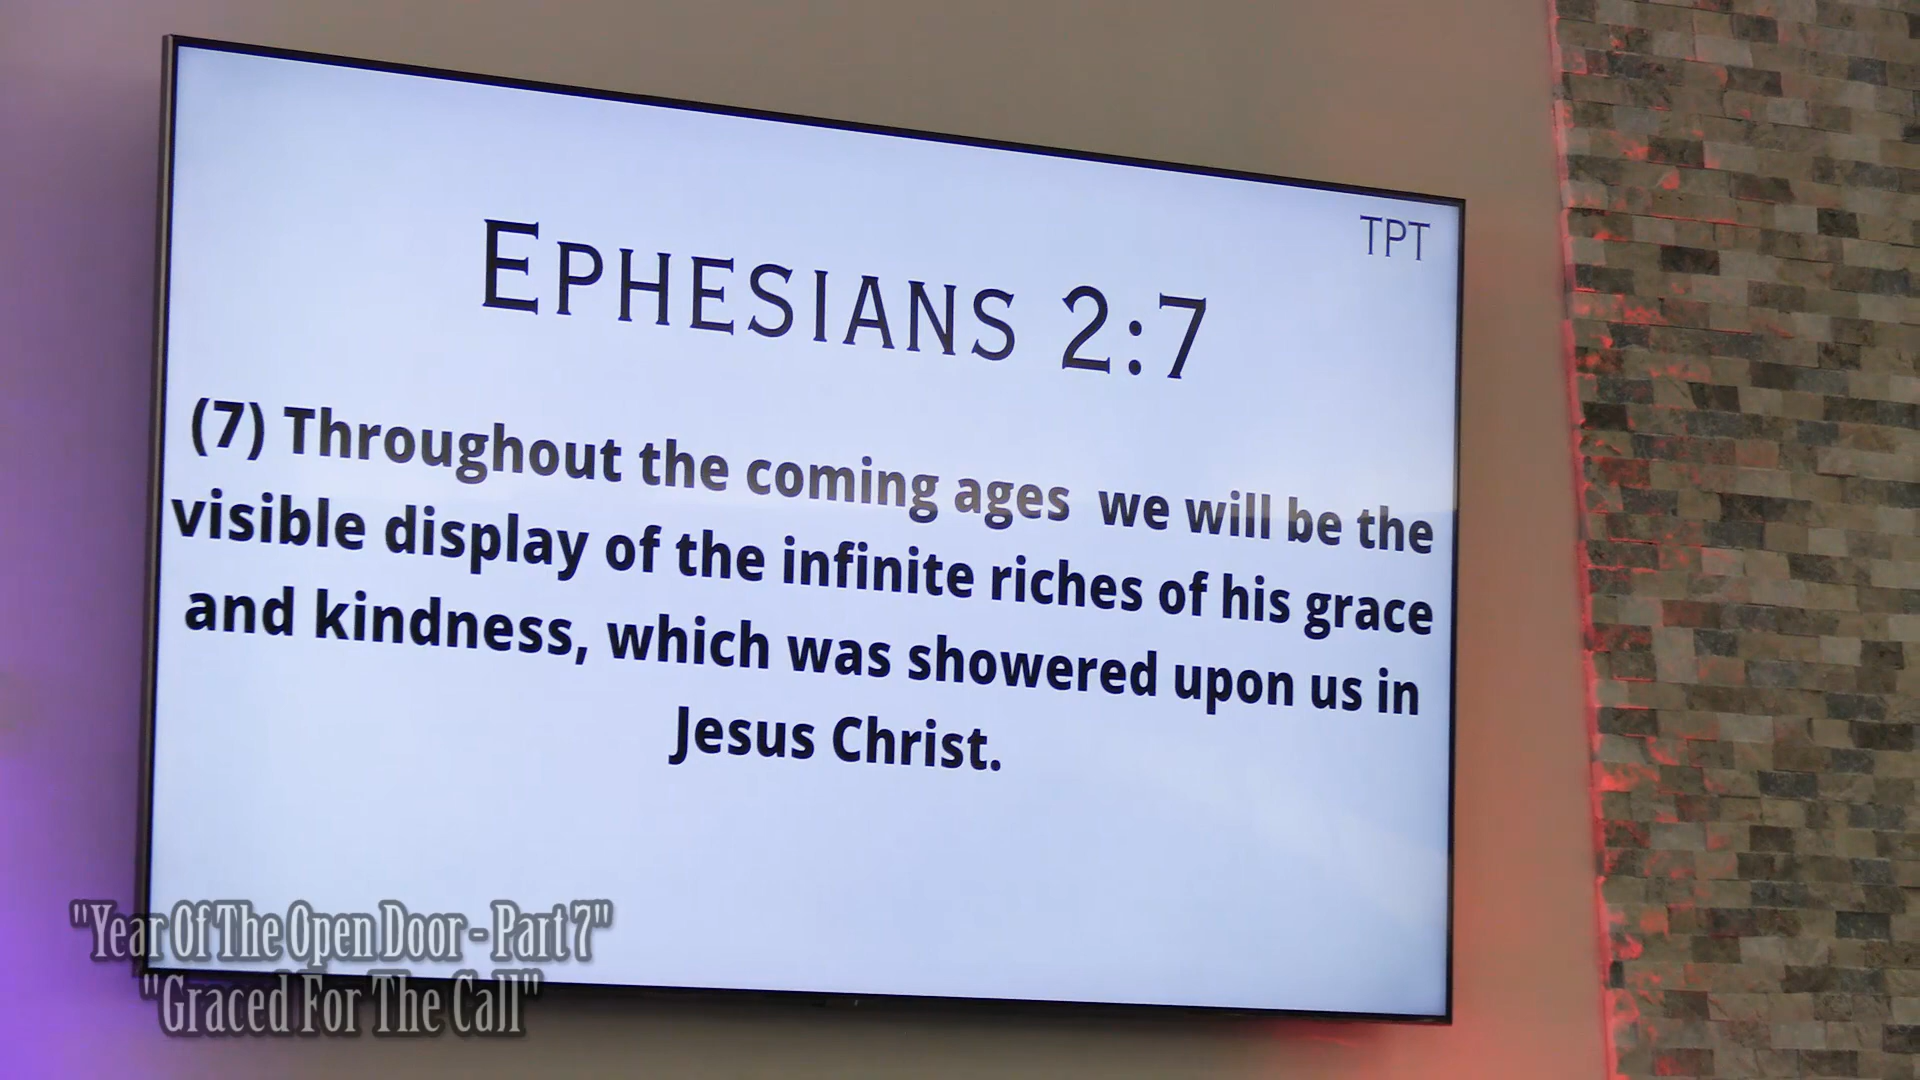 TPT
EPHESIANS 2:7
(7) Throughout the coming ages we will be the
visible display of the infinite riches of his grace
and kindness, which was showered upon us in
Jesus Christ.
"Year Of The Open Door - Part 7"
"Graced For The Call"